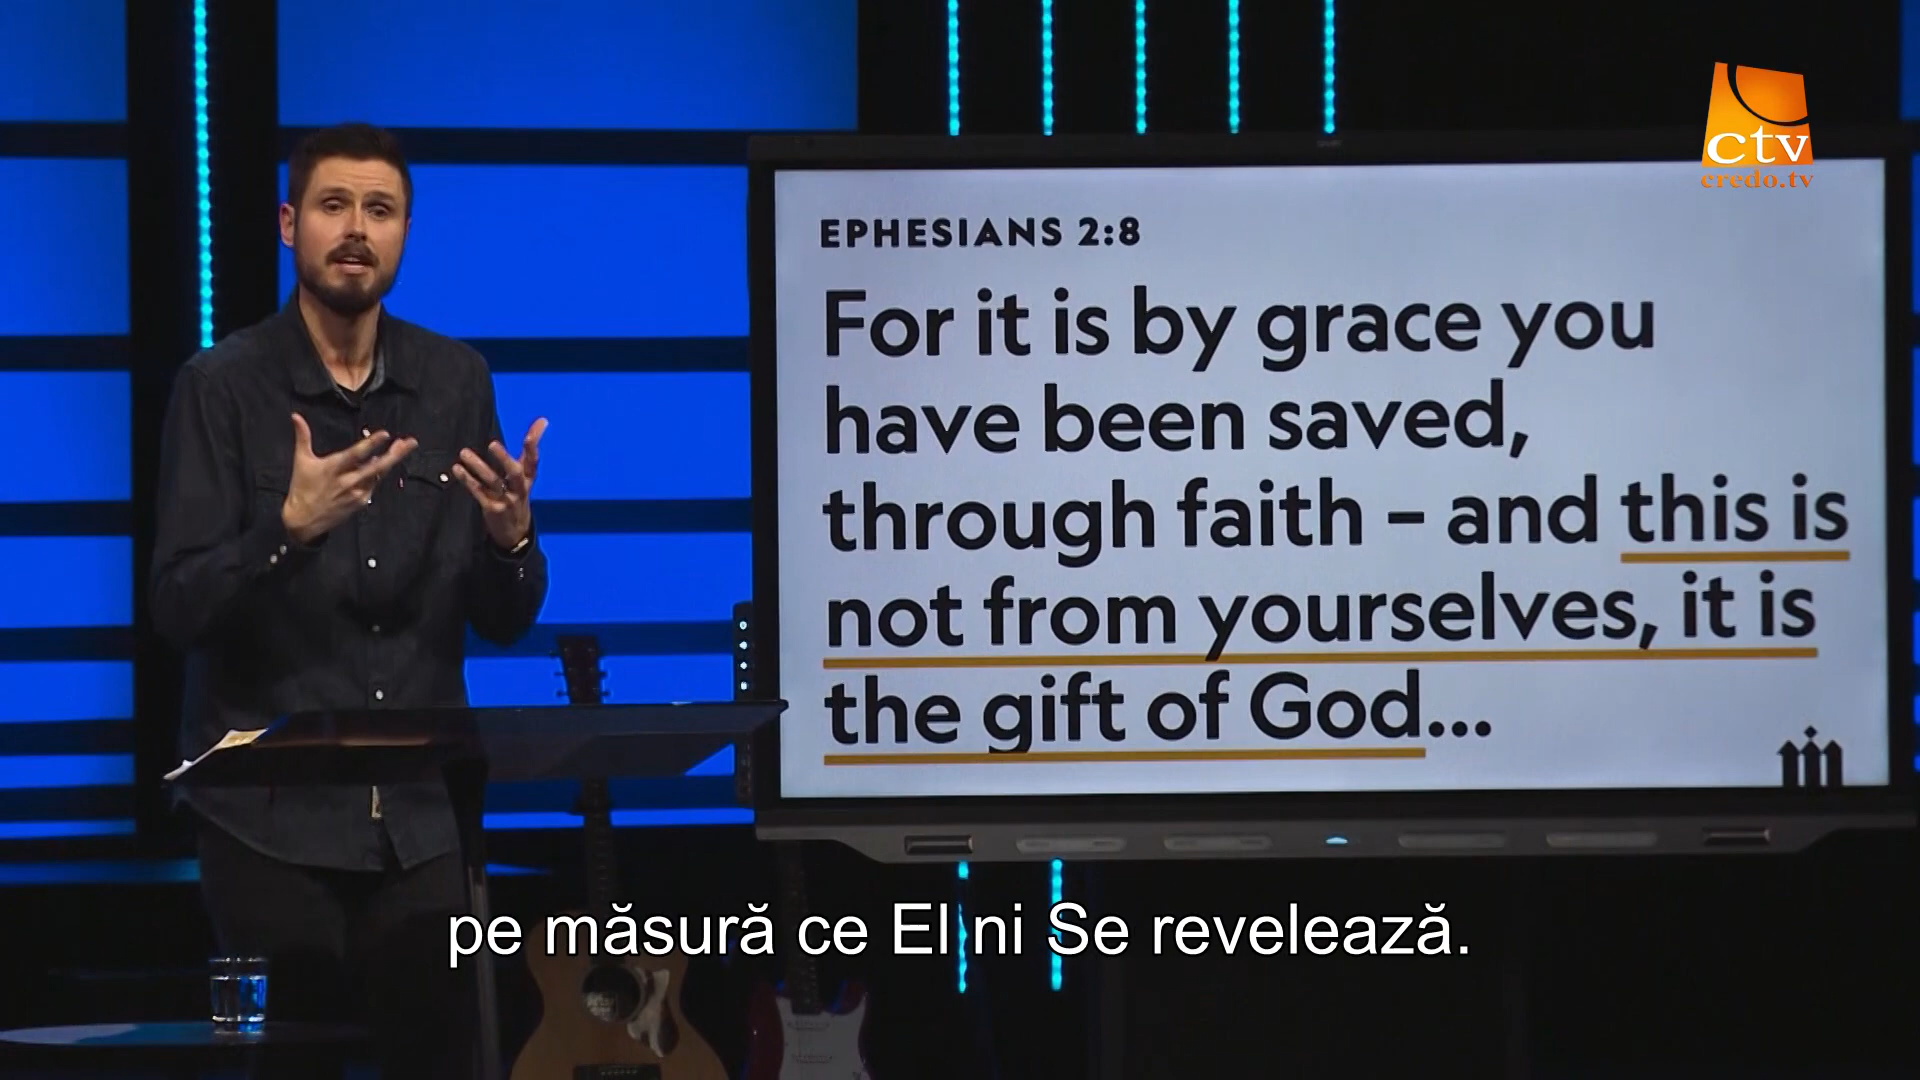 ctv
credo.tv
EPHESIANS 2:8
For it is by grace you
have been saved,
through faith – and this is
not from yourselves, it is
the gift of God...
pe măsură ce El ni Se revelează.